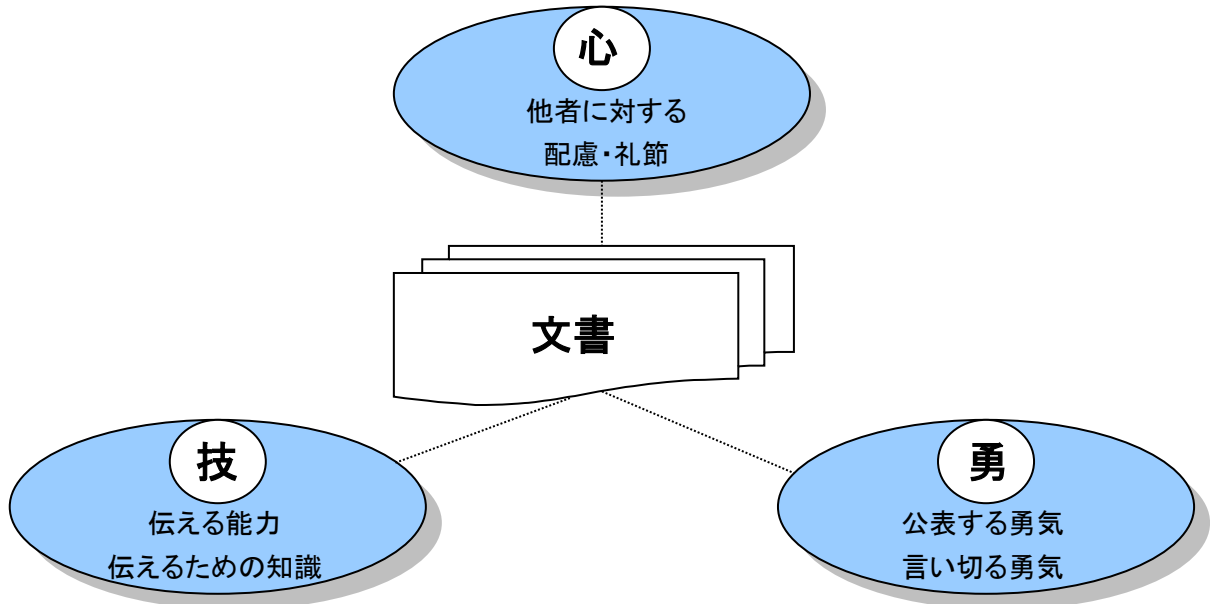 心
他者に対する
配慮・礼節
文書
技
伝える能力
伝えるための知識
勇
公表する勇気
言い切る勇気